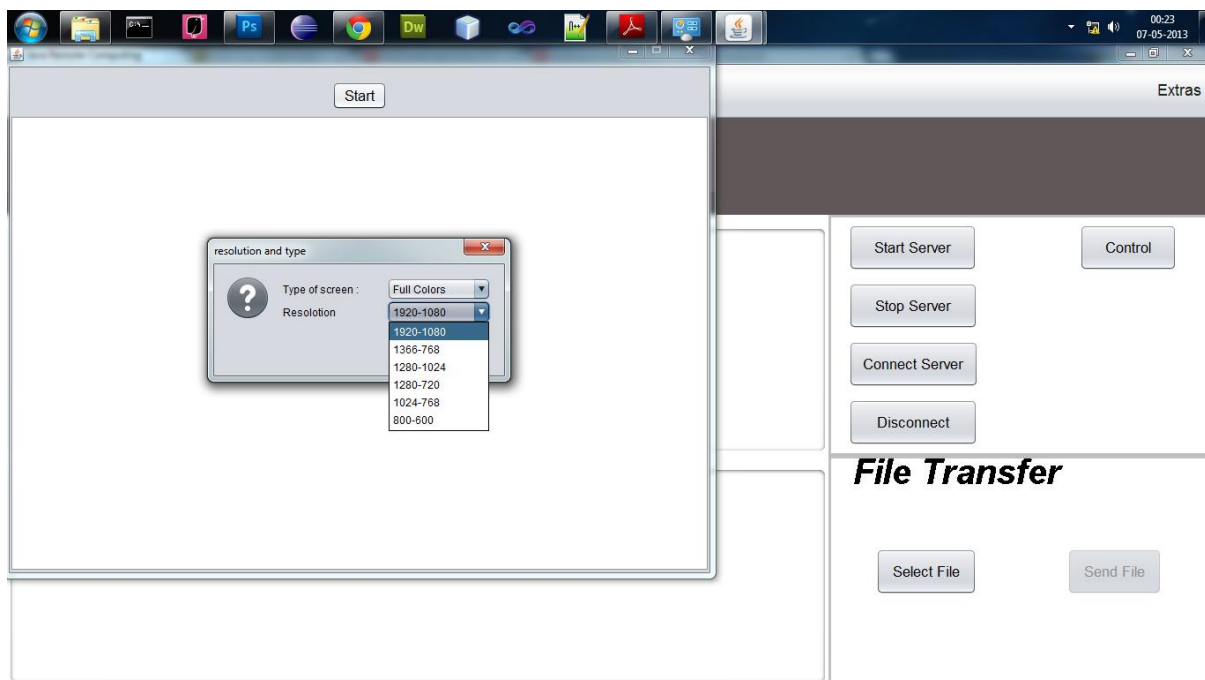 Ps
Dw
00:23
07-05-2013
Start
Extras
resolution and type
Type of screen :
Full Colors
Resolotion
1920-1080
1920-1080
1366-768
1280-1024
1280-720
1024-768
800-600
Start Server
Control
Stop Server
Connect Server
Disconnect
File Transfer
Select File
Send File